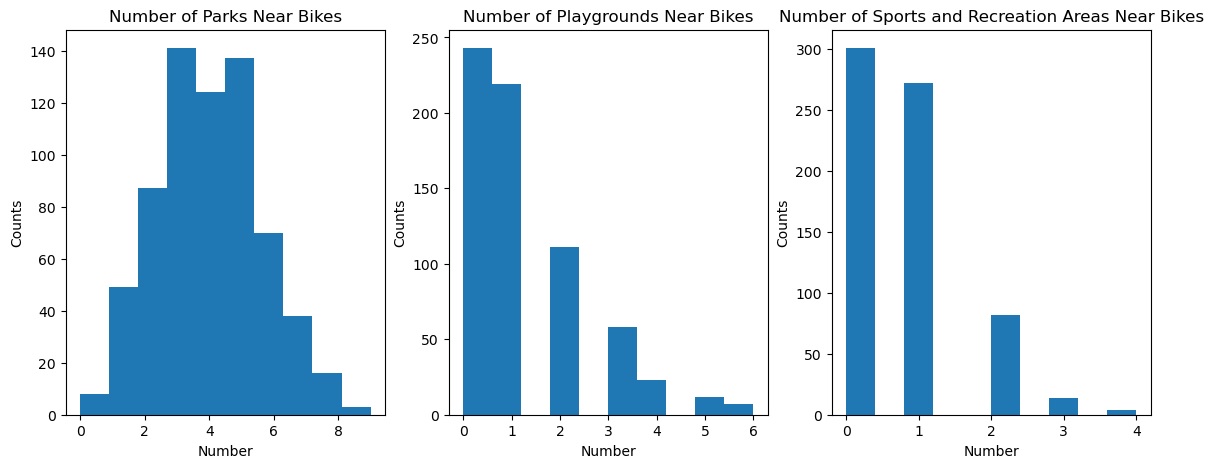 Number of Parks Near Bikes
140
120
100
80
60
40
20
0
Counts
0 2 4 6 8
Number
Number of Playgrounds Near Bikes
250
200
150
100
50
0
Counts
0 1 2 3 4 5 6
Number
Number of Sports and Recreation Areas Near Bikes
300
250
200
150
100
50
0
Counts
0 1 2 3 4
Number